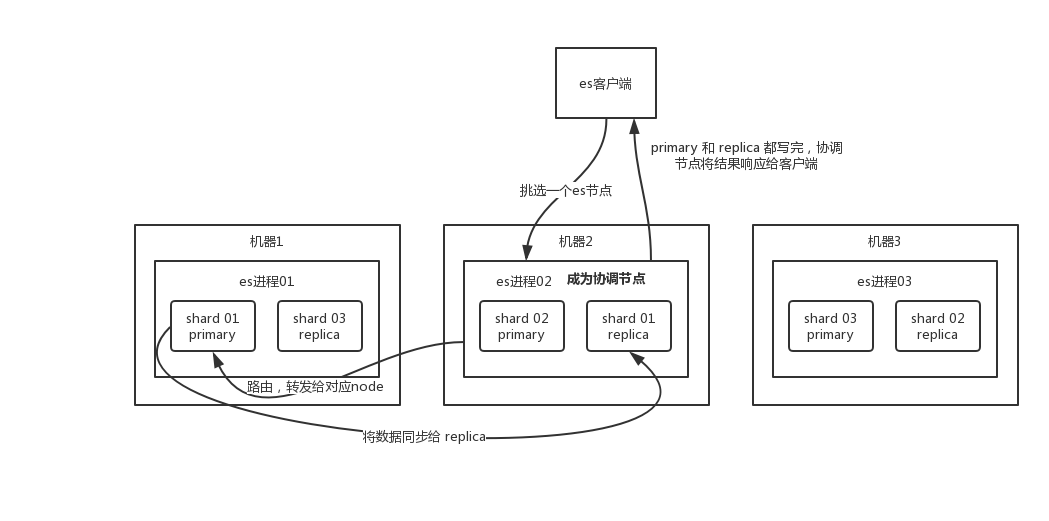 es客户端
primary 和 replica 都写完，协调
节点将结果响应给客户端
挑选一个es节点
机器1
es进程01
shard 01
primary
shard 03
replica
机器2
es进程02
成为协调节点
shard 02
primary
shard 01
replica
机器3
es进程03
shard 03
primary
shard 02
replica
路由，转发给对应node
将数据同步给 replica